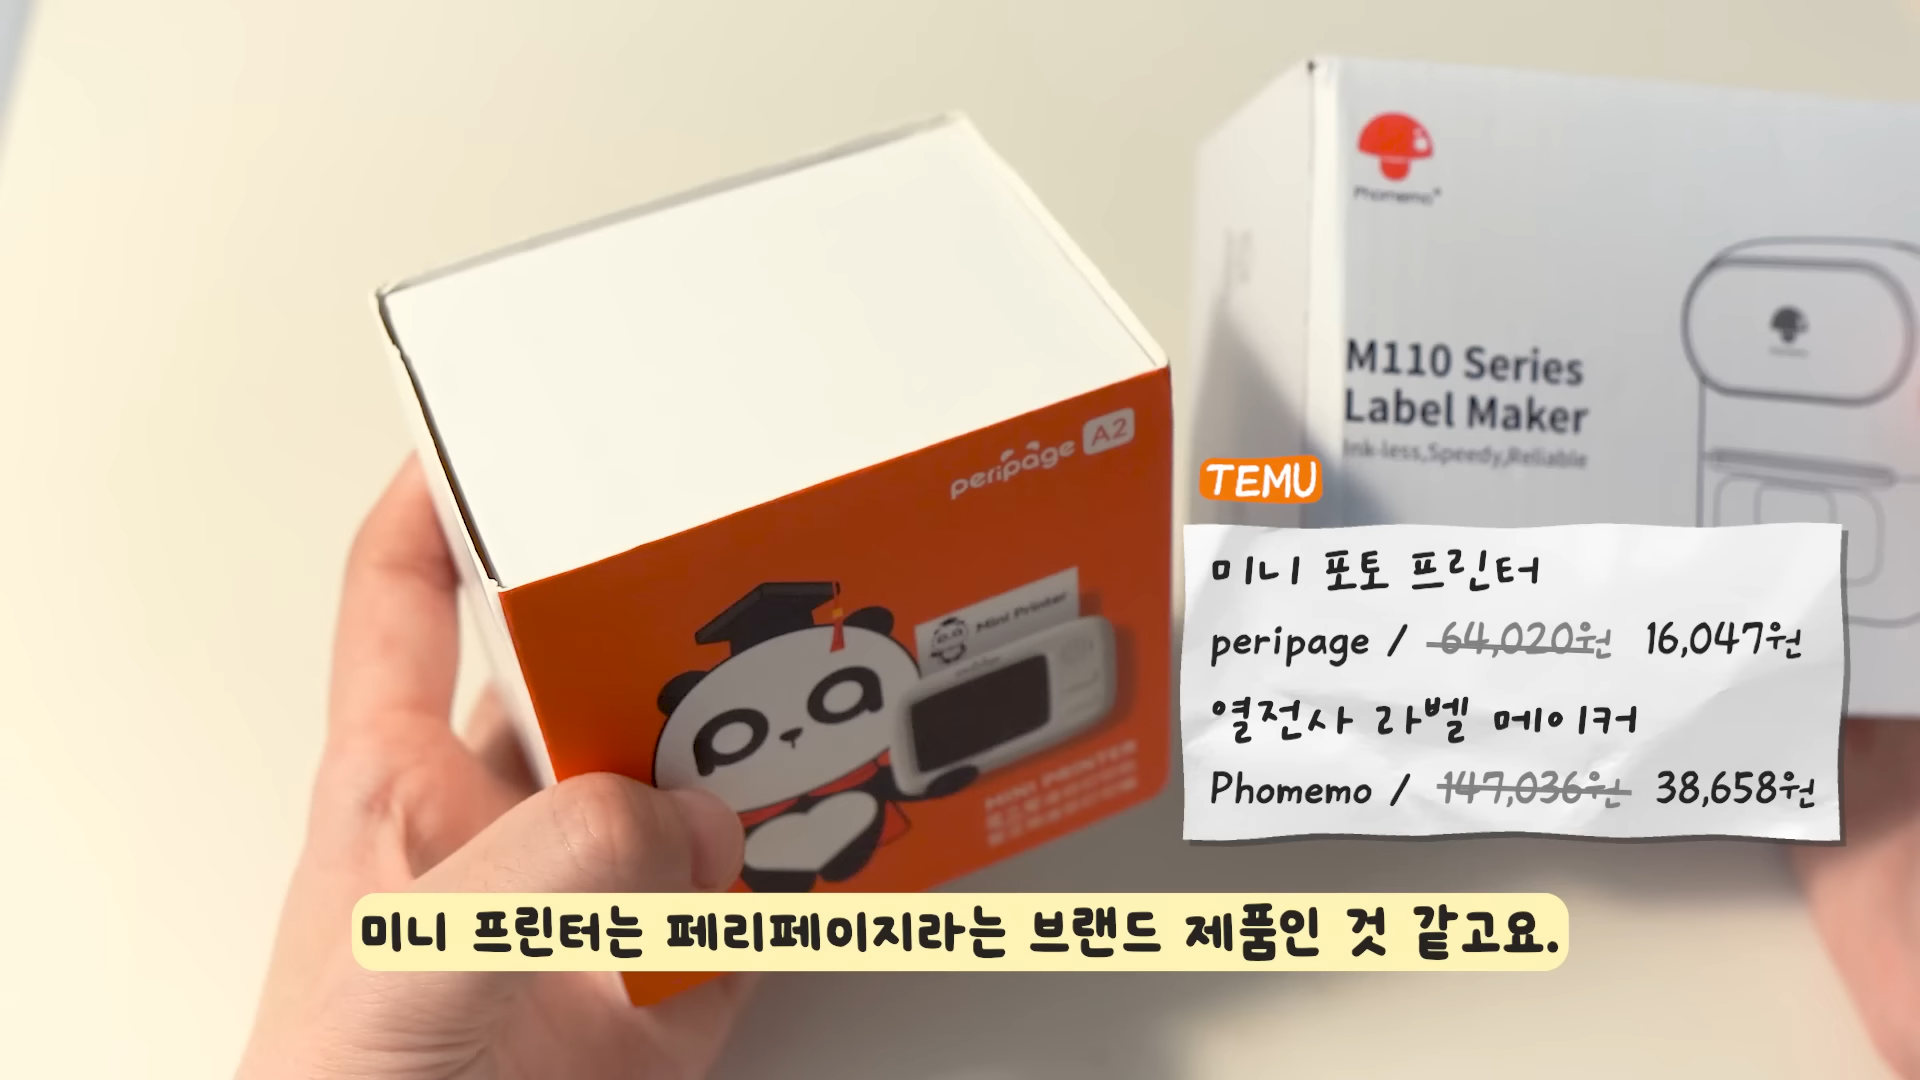 Phomemo
M110 Series
Label Maker
Ink-less,Speedy,Reliable
peripage A2
Mini Printer
MINI PRINTER
TEMU
미니 포토 프린터
peripage / 64,020원 16,047원
열전사 라벨 메이커
Phomemo / 147,036원 38,658원
미니 프린터는 페리페이지라는 브랜드 제품인 것 같고요.